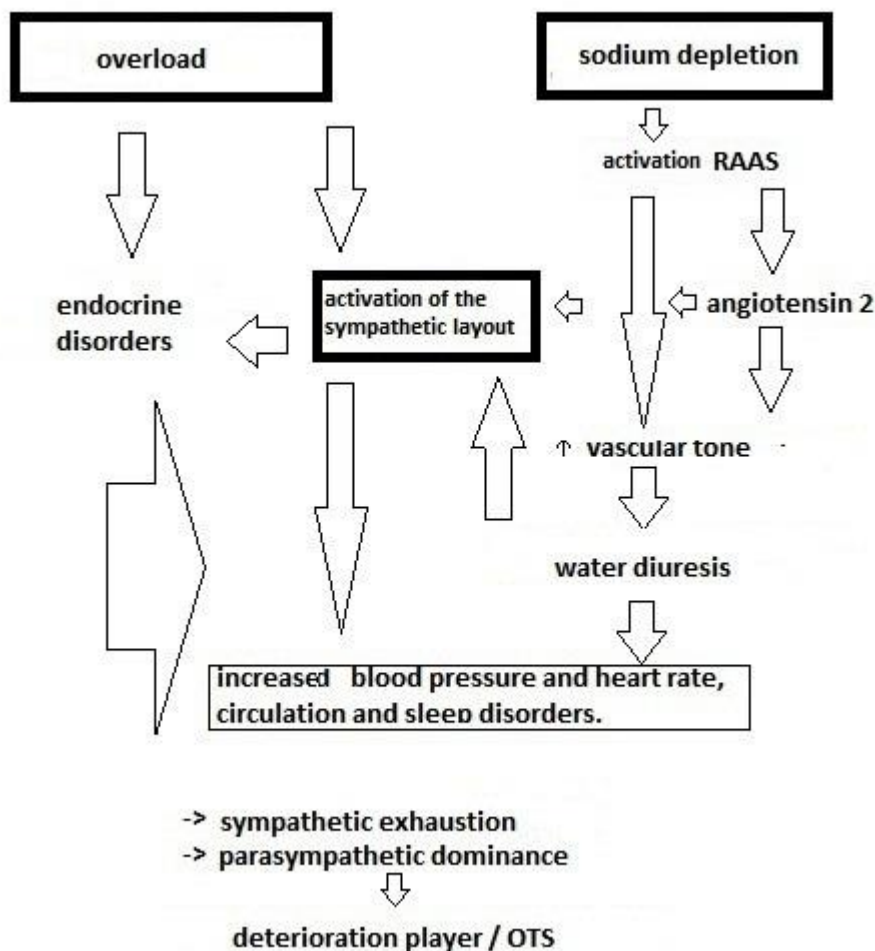 overload
sodium depletion
activation RAAS
endocrine
disorders
activation of the
sympathetic layout
angiotensin 2
↑ vascular tone
water diuresis
increased blood pressure and heart rate,
circulation and sleep disorders.
-> sympathetic exhaustion
-> parasympathetic dominance
deterioration player / OTS